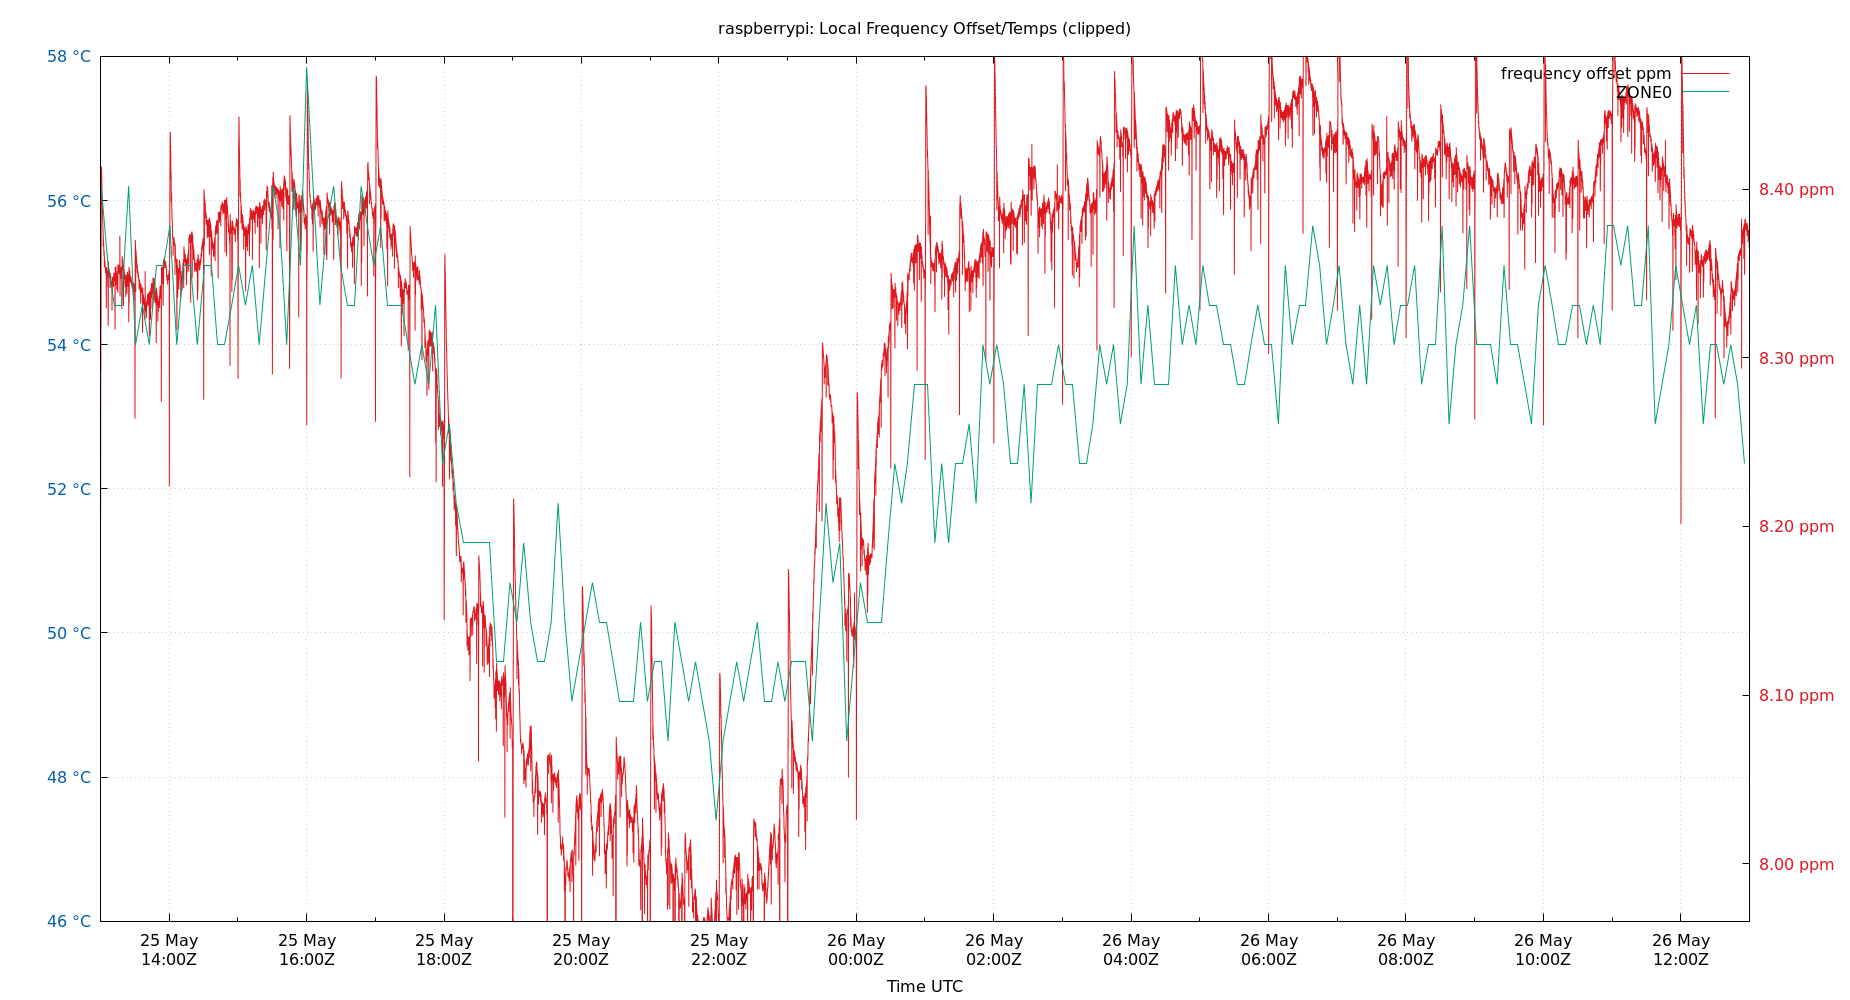 raspberrypi: Local Frequency Offset/Temps (clipped)
58 °C
56 °C
54 °C
52 °C
50 °C
48 °C
46 °C
frequency offset ppm
ZONE0
8.40 ppm
8.30 ppm
8.20 ppm
8.10 ppm
8.00 ppm
25 May 25 May 25 May 25 May 25 May 26 May 26 May 26 May 26 May 26 May 26 May 26 May
14:00Z 16:00Z 18:00Z 20:00Z 22:00Z 00:00Z 02:00Z 04:00Z 06:00Z 08:00Z 10:00Z 12:00Z
Time UTC